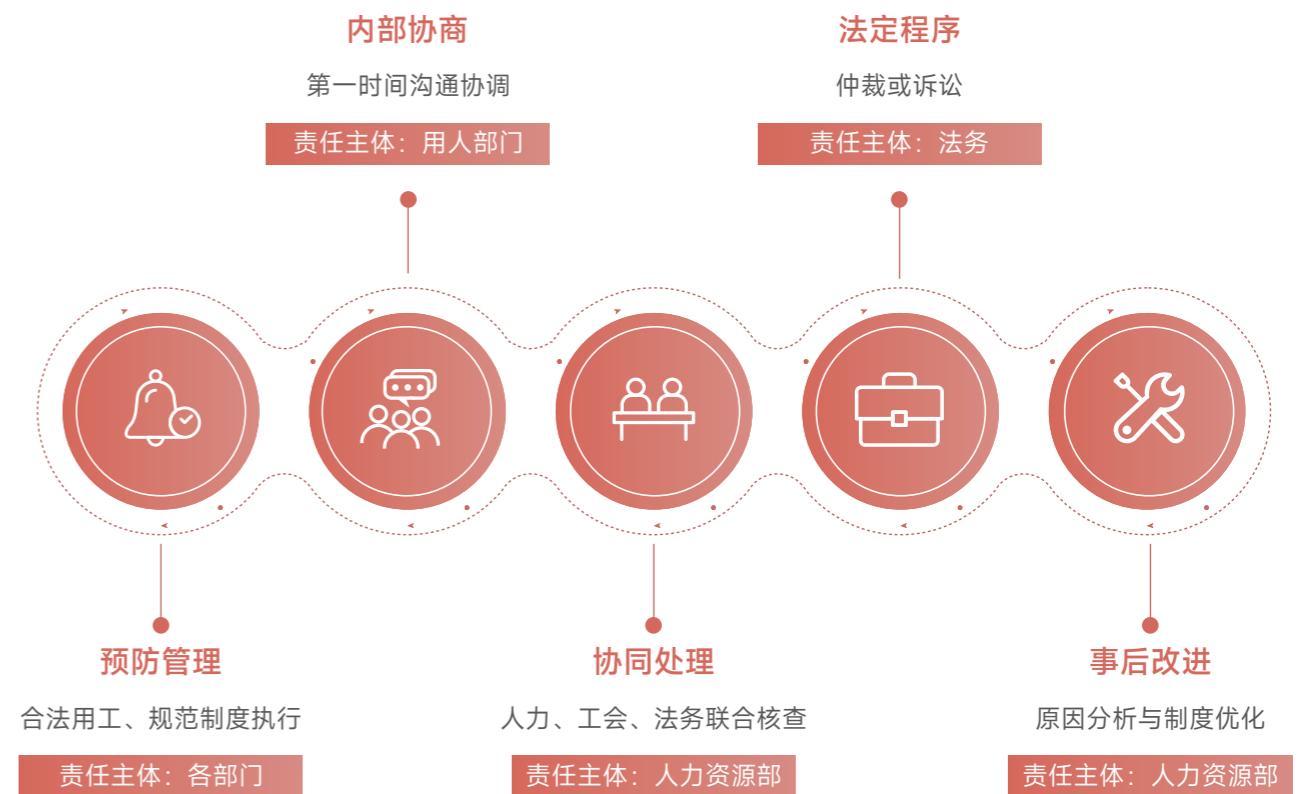 内部协商
第一时间沟通协调
责任主体：用人部门
法定程序
仲裁或诉讼
责任主体：法务
预防管理
合法用工、规范制度执行
责任主体：各部门
协同处理
人力、工会、法务联合核查
责任主体：人力资源部
事后改进
原因分析与制度优化
责任主体：人力资源部